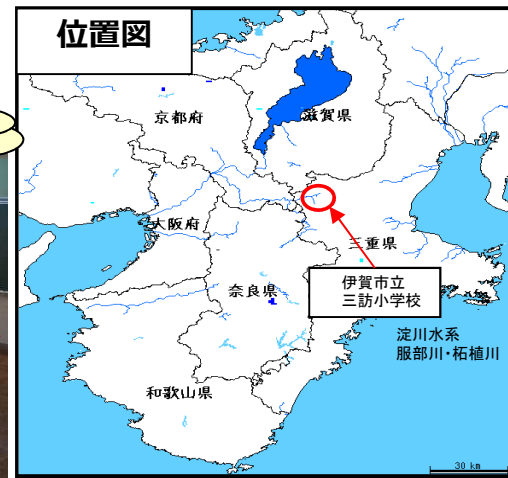 位置図
京都府
滋賀県
大阪府
三重県
奈良県
伊賀市立
三訪小学校
淀川水系
服部川・柘植川
和歌山県
30 km